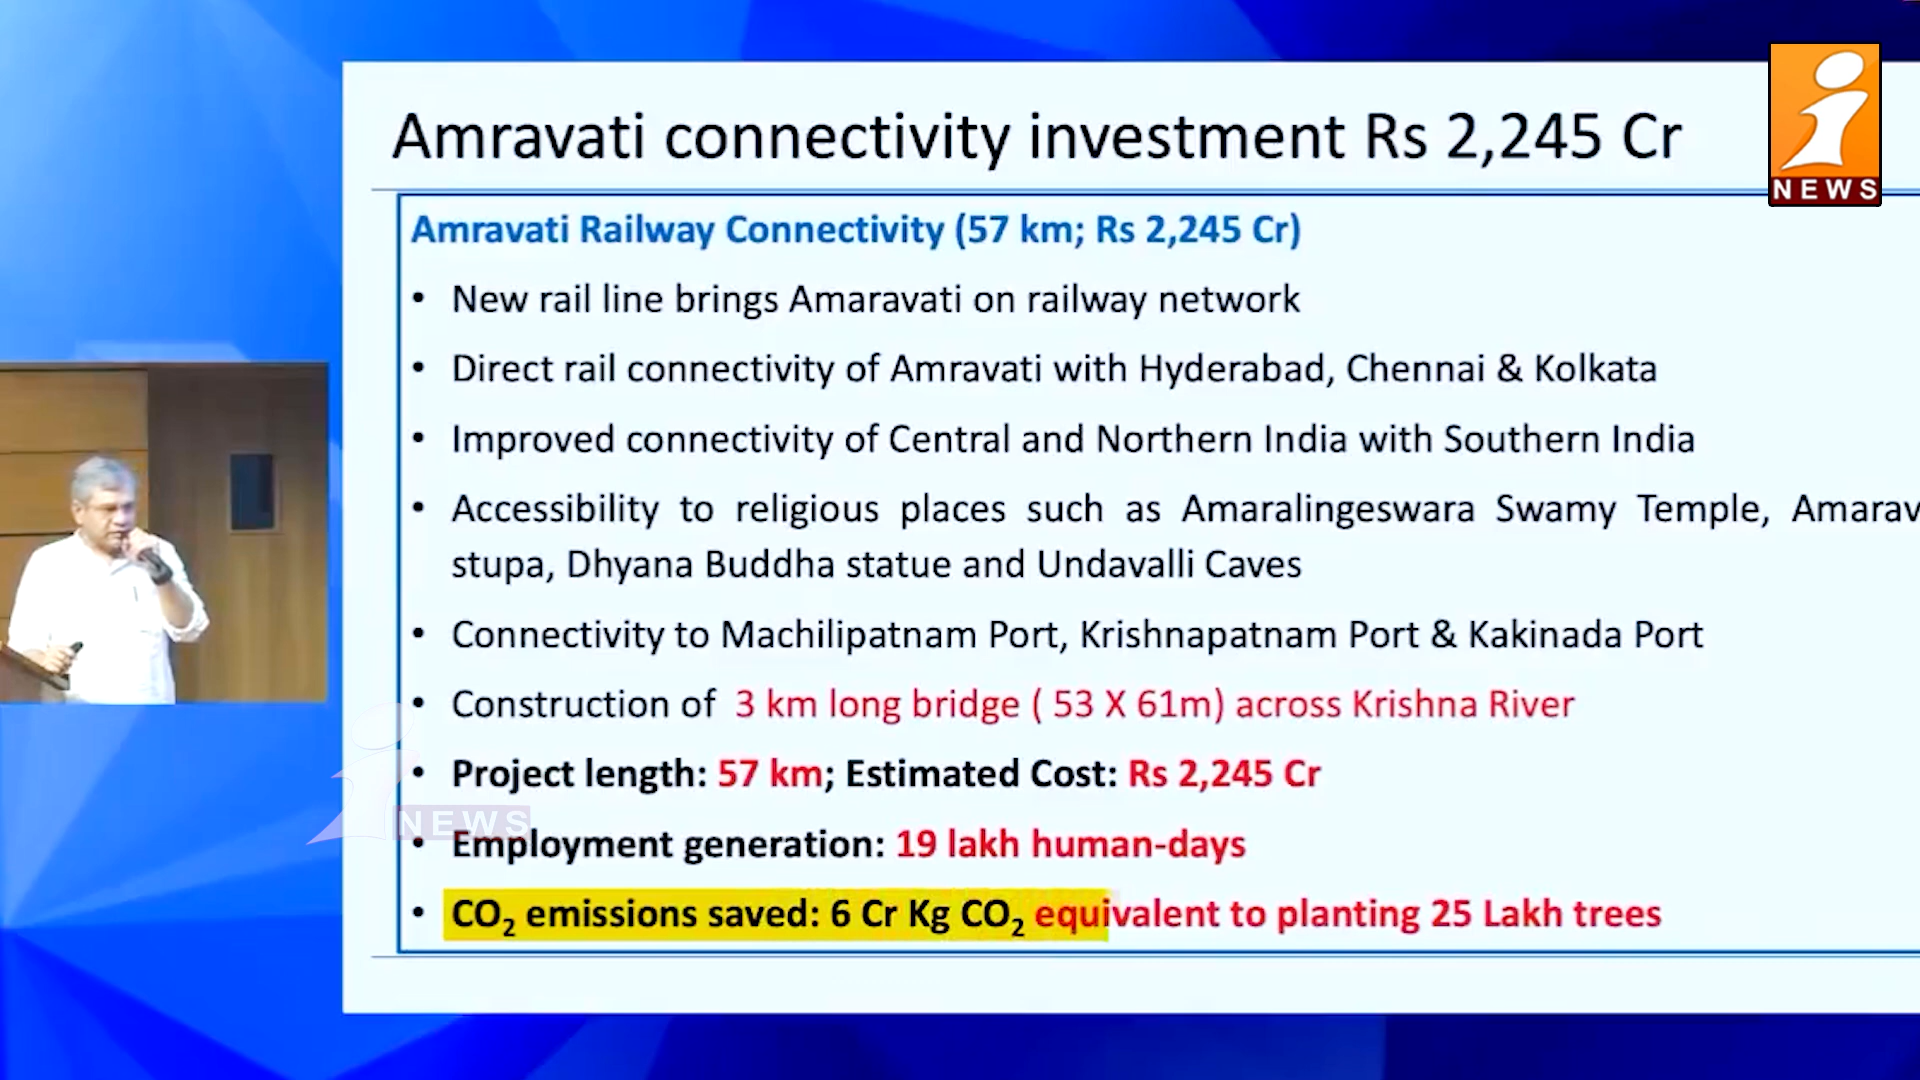 Amravati connectivity investment Rs 2,245 Cr
i
NEWS
Amravati Railway Connectivity (57 km; Rs 2,245 Cr)
• New rail line brings Amaravati on railway network
• Direct rail connectivity of Amravati with Hyderabad, Chennai & Kolkata
• Improved connectivity of Central and Northern India with Southern India
• Accessibility to religious places such as Amaralingeswara Swamy Temple,
stupa, Dhyana Buddha statue and Undavalli Caves
• Connectivity to Machilipatnam Port, Krishnapatnam Port & Kakinada Port
• Construction of 3 km long bridge ( 53 X 61m) across Krishna River
• Project length: 57 km; Estimated Cost: Rs 2,245 Cr
i
NEWS
• Employment generation: 19 lakh human-days
• CO₂ emissions saved: 6 Cr Kg CO₂ equivalent to planting 25 Lakh trees